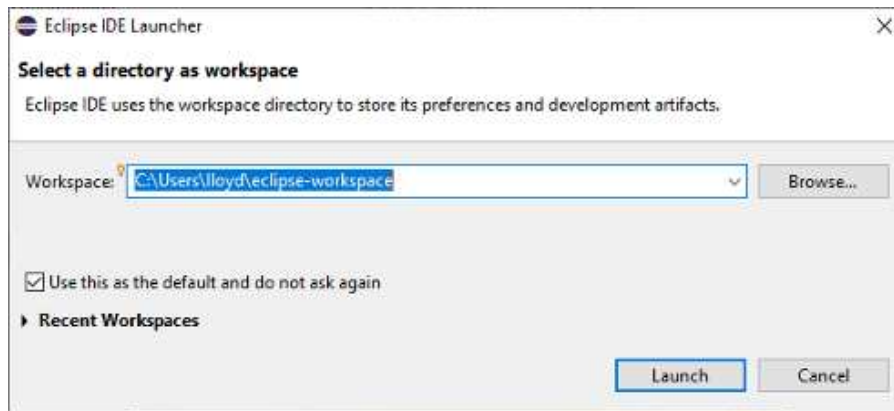 Eclipse IDE Launcher
Select a directory as workspace
Eclipse IDE uses the workspace directory to store its preferences and development artifacts.
Workspace: C:\Users\lloyd\eclipse-workspace Browse...
Use this as the default and do not ask again
Recent Workspaces
Launch Cancel